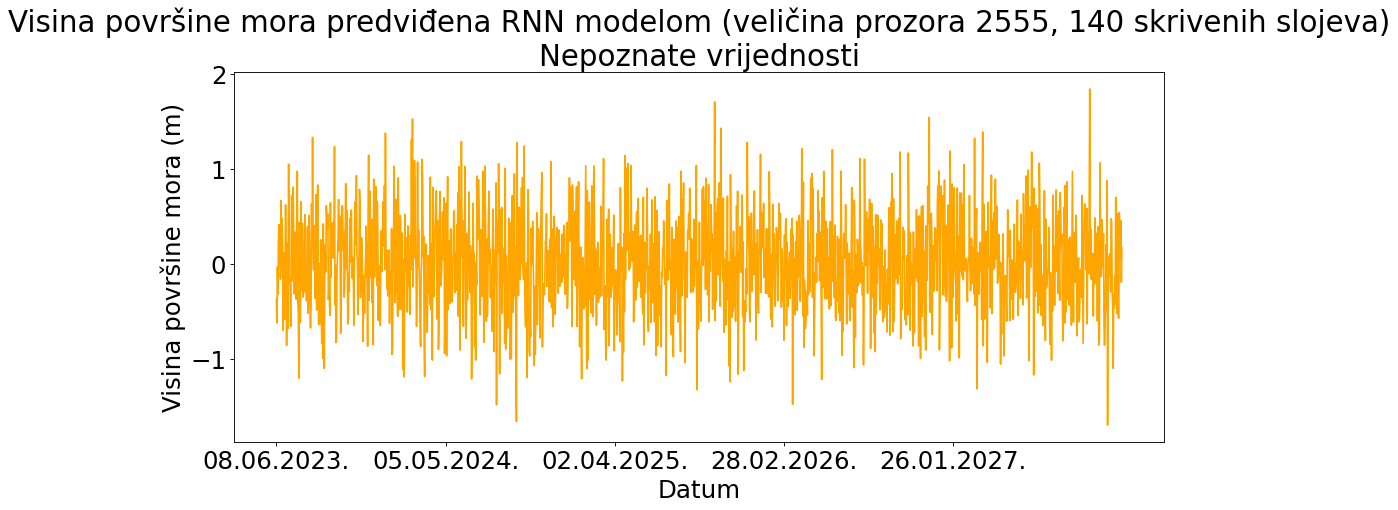 Visina površine mora predviđena RNN modelom (veličina prozora 2555, 140 skrivenih slojeva)
Nepoznate vrijednosti
Visina površine mora (m)
2
1
0
−1
08.06.2023. 05.05.2024. 02.04.2025. 28.02.2026. 26.01.2027.
Datum